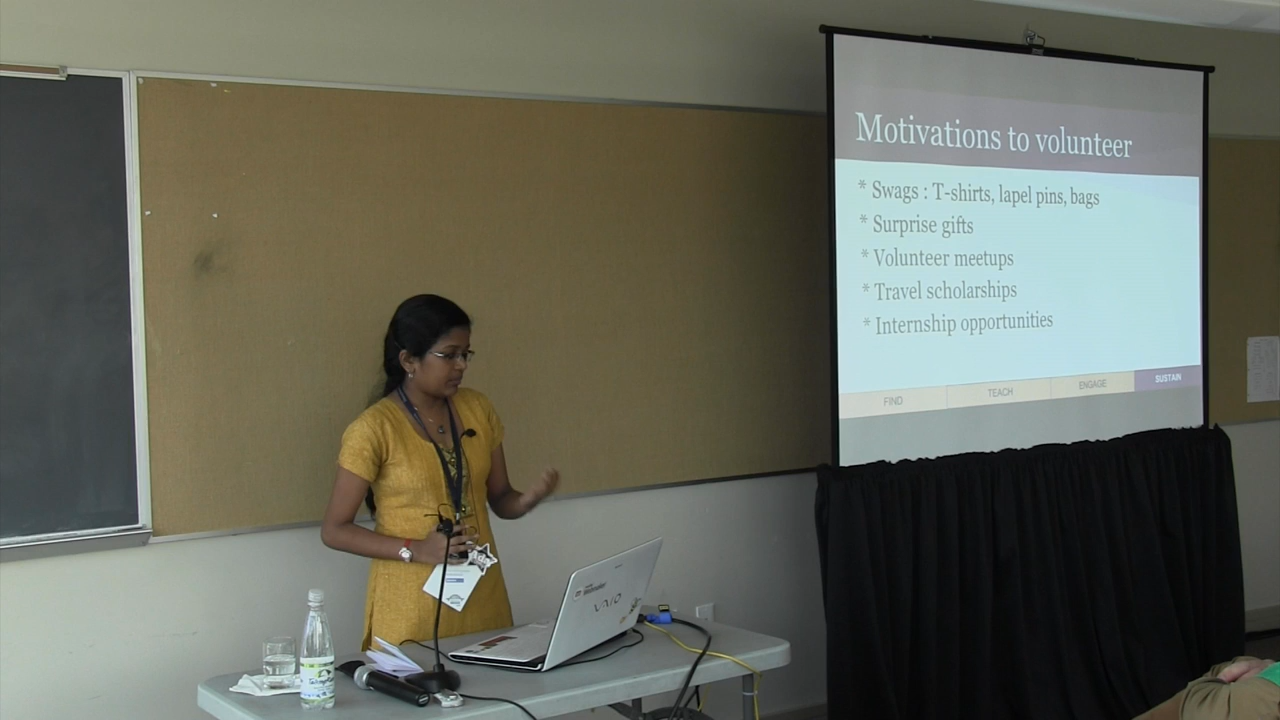 Motivations to volunteer
* Swags : T-shirts, lapel pins, bags
* Surprise gifts
* Volunteer meetups
* Travel scholarships
* Internship opportunities
FIND
TEACH
ENGAGE
SUSTAIN
VAIO